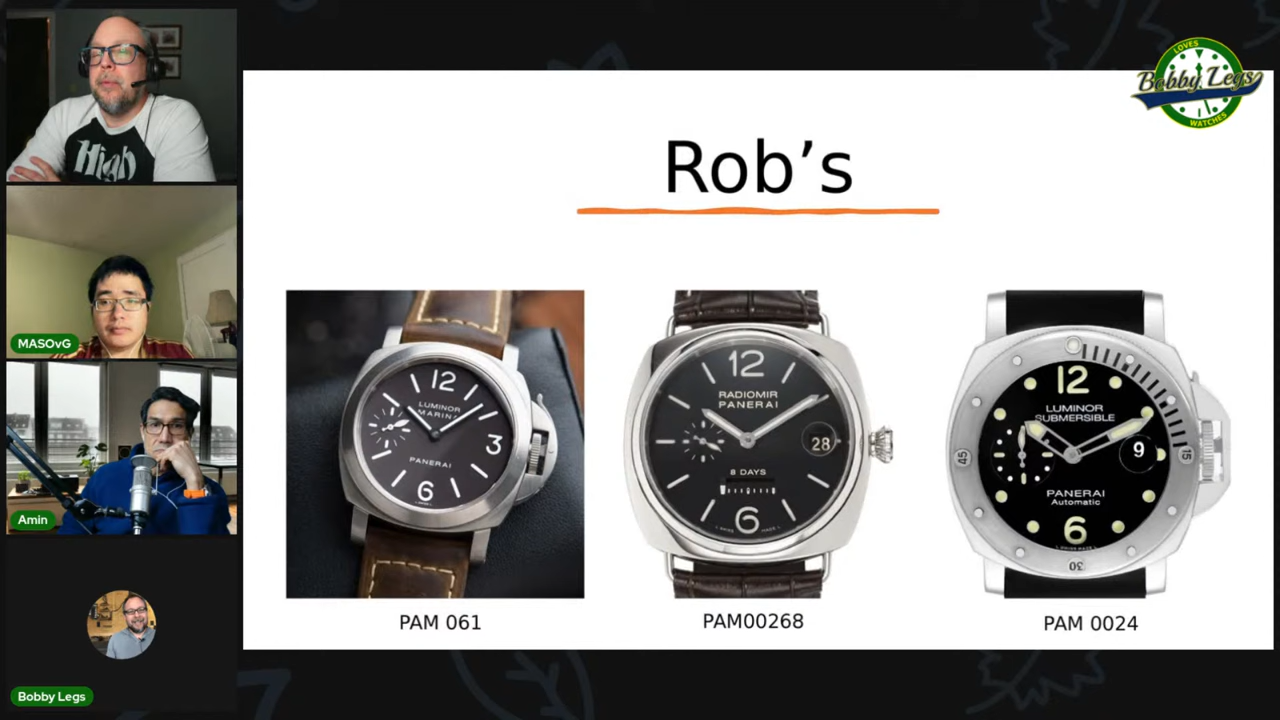 High
MASOvG
Amin
Bobby Legs
LOVES
Bobby Legs
WATCHES
Rob’s
12
LUMINOR
MARINA
3
PANERAI
6
PAM 061
12
RADIOMIR
PANERAI
28
8 DAYS
6
PAM00268
12
LUMINOR
SUBMERSIBLE
9
45
15
PANERAI
Automatic
6
30
PAM 0024